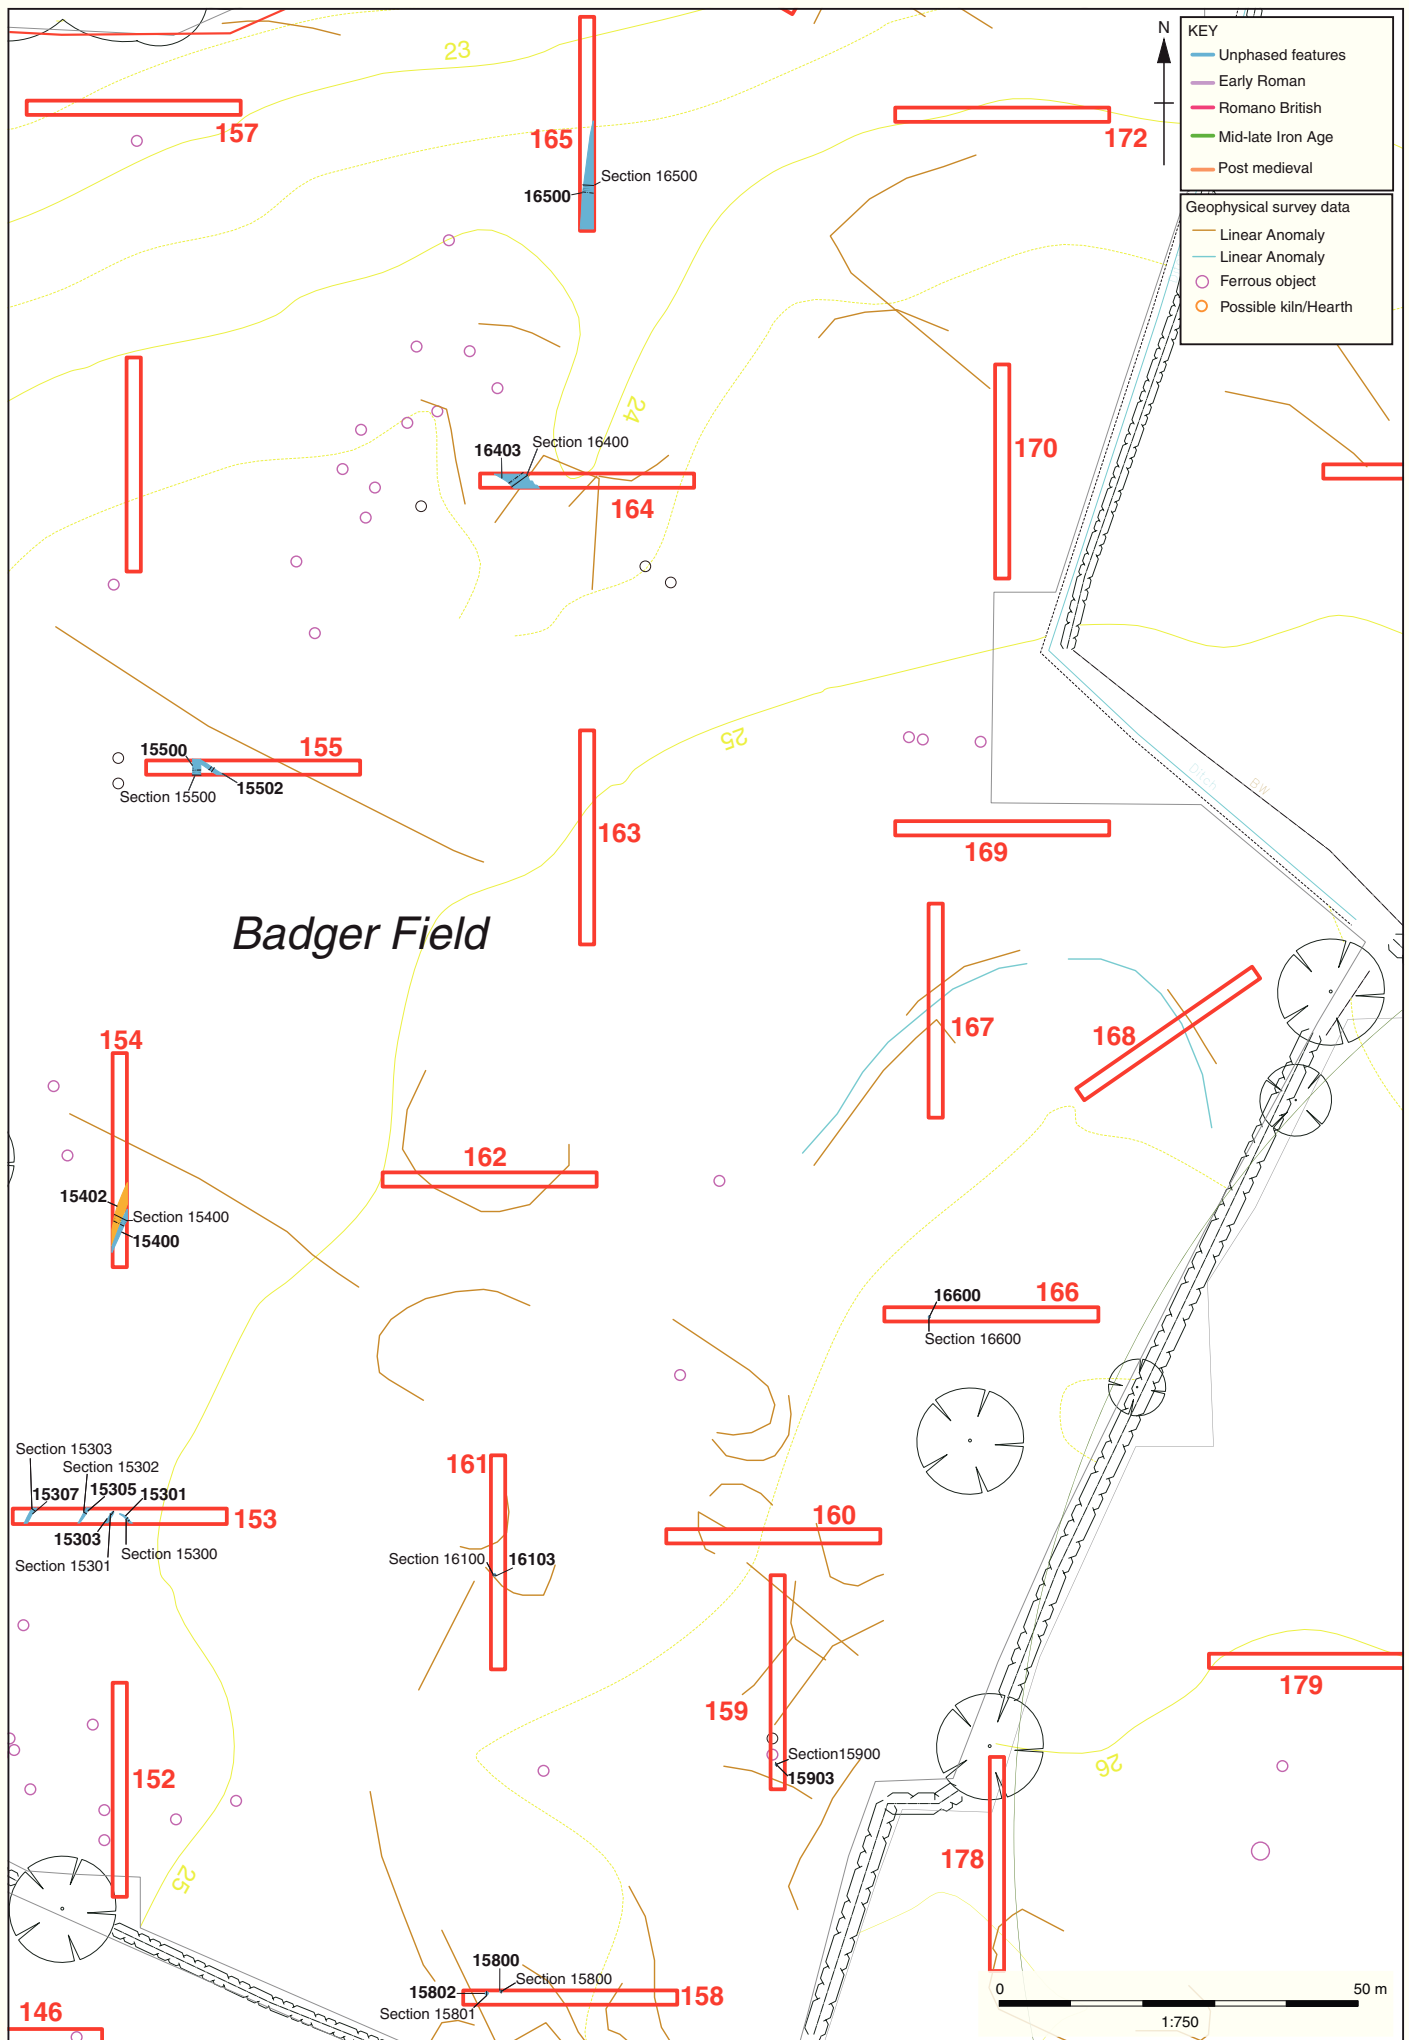 23
N
KEY
Unphased features
Early Roman
Romano British
Mid-late Iron Age
Post medieval
Geophysical survey data
Linear Anomaly
Linear Anomaly
Ferrous object
Possible kiln/Hearth
157
165
172
Section 16500
16500
24
16403
Section 16400
164
170
25
15500
155
15502
Section 15500
163
Ditch
BW
169
Badger Field
154
167
168
162
15402
Section 15400
15400
16600
166
Section 16600
Section 15303
Section 15302
15307
15305
15301
153
15303
Section 15300
Section 15301
161
160
Section 16100
16103
159
179
Section15900
15903
26
152
25
178
15800
Section 15800
15802
158
Section 15801
146
0
50 m
1:750